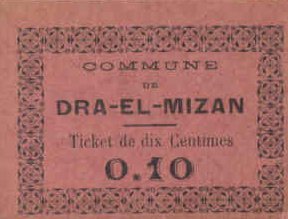 COMMUNE
DE
DRA-EL-MIZAN
Ticket de dix Centimes
0.10